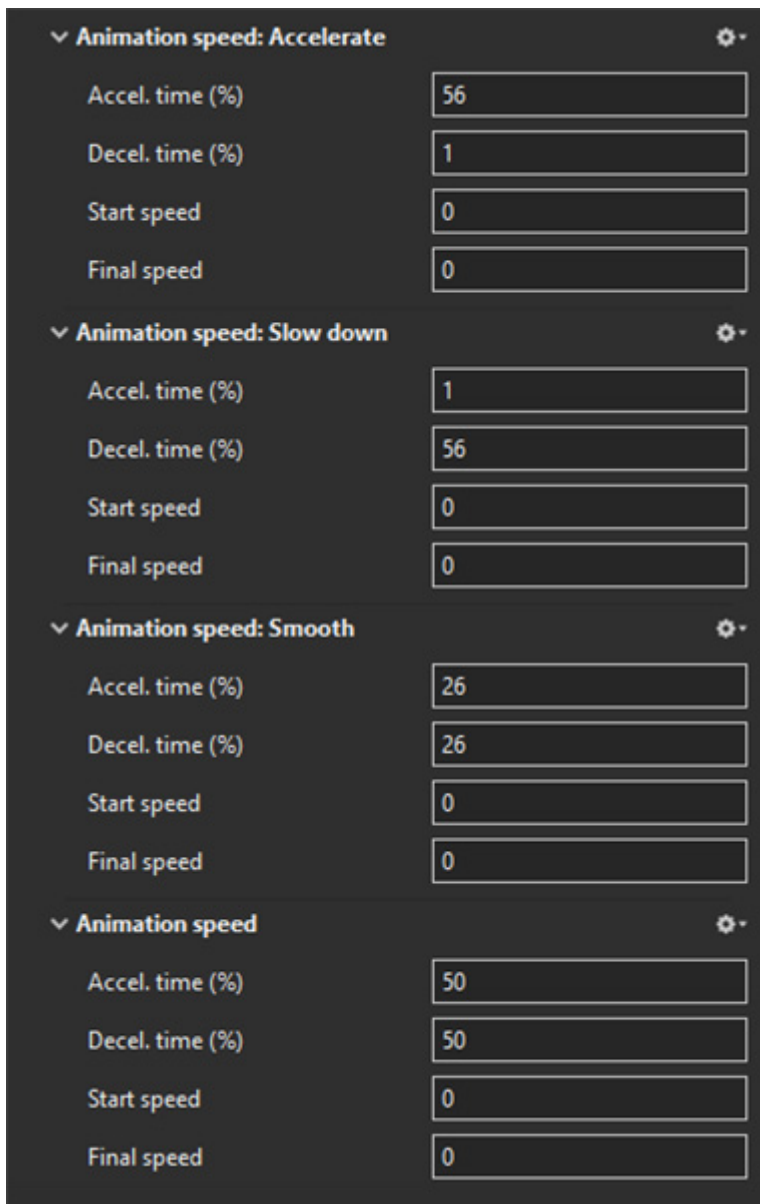 Animation speed: Accelerate
Accel. time (%) 56
Decel. time (%) 1
Start speed 0
Final speed 0
Animation speed: Slow down
Accel. time (%) 1
Decel. time (%) 56
Start speed 0
Final speed 0
Animation speed: Smooth
Accel. time (%) 26
Decel. time (%) 26
Start speed 0
Final speed 0
Animation speed
Accel. time (%) 50
Decel. time (%) 50
Start speed 0
Final speed 0